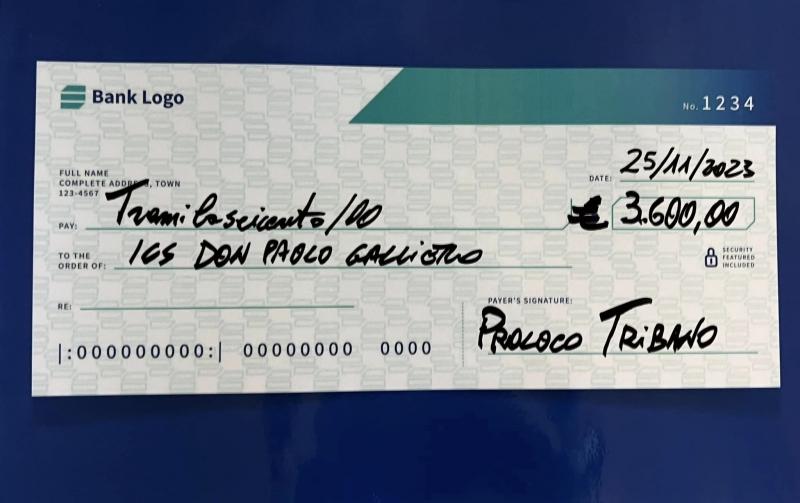 Bank Logo
No. 1234
FULL NAME
COMPLETE ADDRESS, TOWN
123-4567
DATE: 25/11/2023
PAY: Tremilaseicento/00 € 3.600,00
TO THE
ORDER OF: ICS DON PAOLO GALLIERO
SECURITY
FEATURED
INCLUDED
RE:
PAYER'S SIGNATURE:
PROLOCO TRIBANO
|:000000000:| 00000000 0000